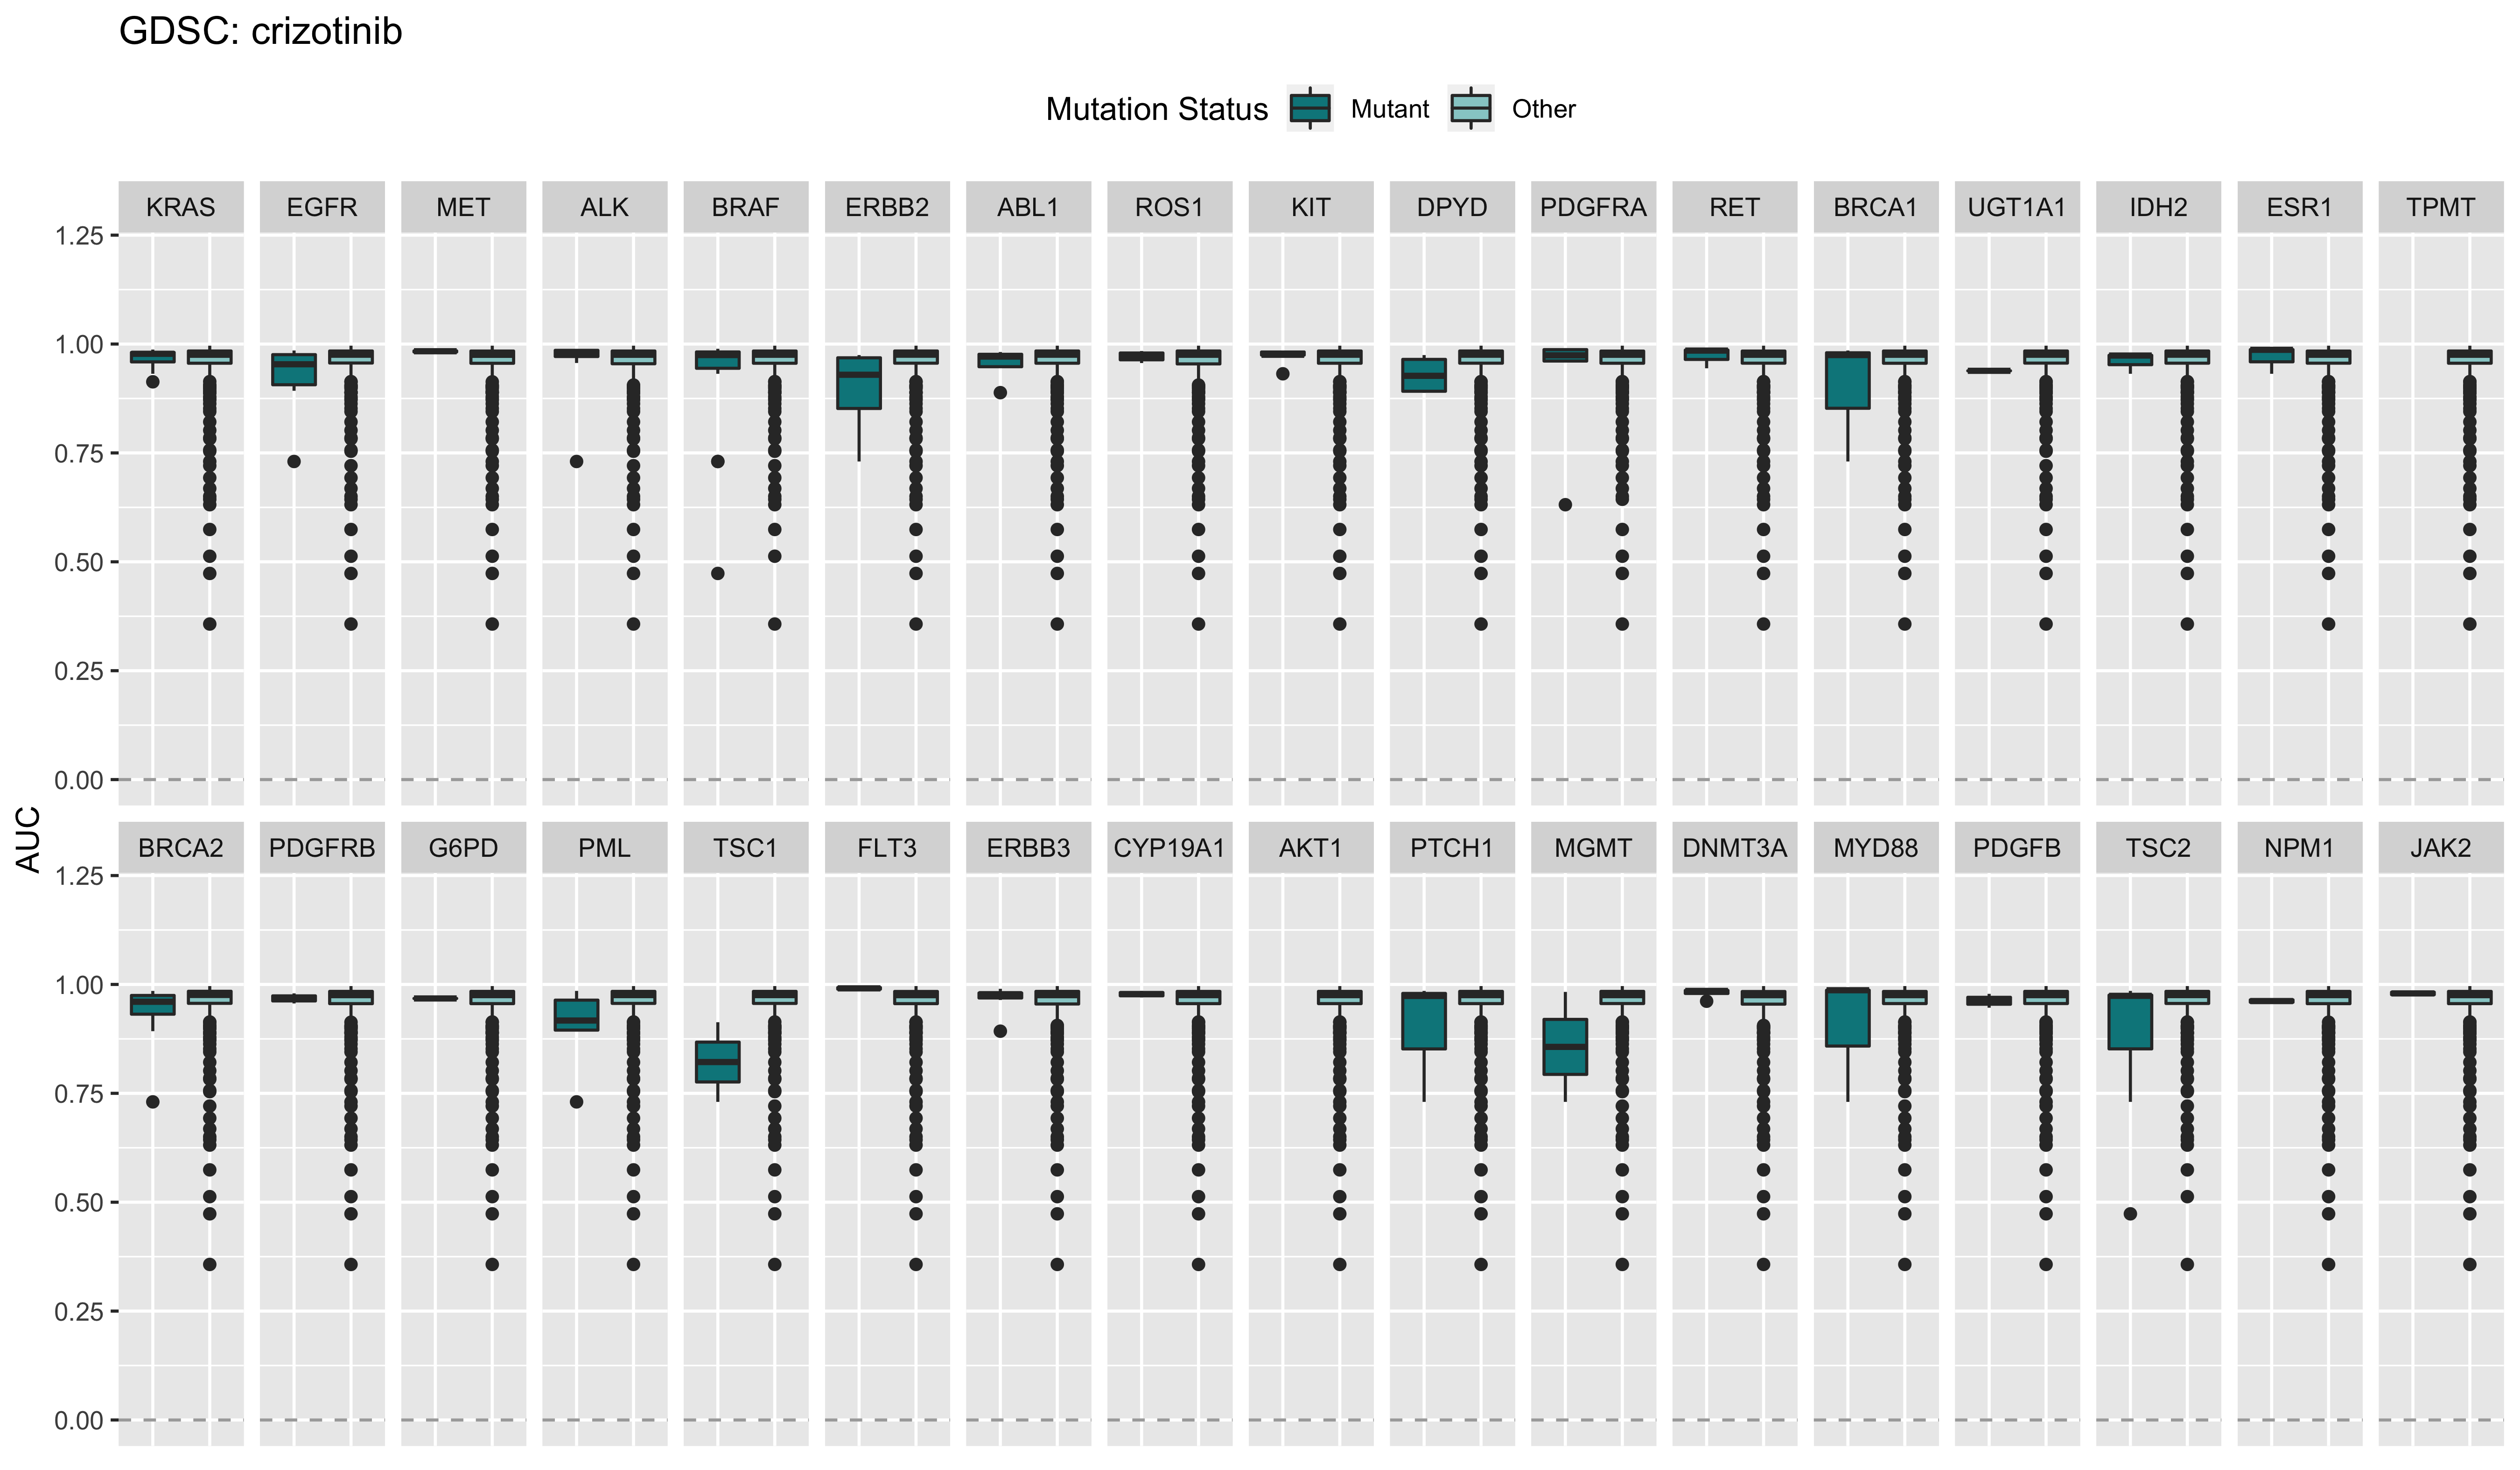 GDSC: crizotinib
Mutation Status Mutant Other
KRAS EGFR MET ALK BRAF ERBB2 ABL1 ROS1 KIT DPYD PDGFRA RET BRCA1 UGT1A1 IDH2 ESR1 TPMT
1.25
1.00
0.75
0.50
0.25
0.00
AUC
BRCA2 PDGFRB G6PD PML TSC1 FLT3 ERBB3 CYP19A1 AKT1 PTCH1 MGMT DNMT3A MYD88 PDGFB TSC2 NPM1 JAK2
1.25
1.00
0.75
0.50
0.25
0.00